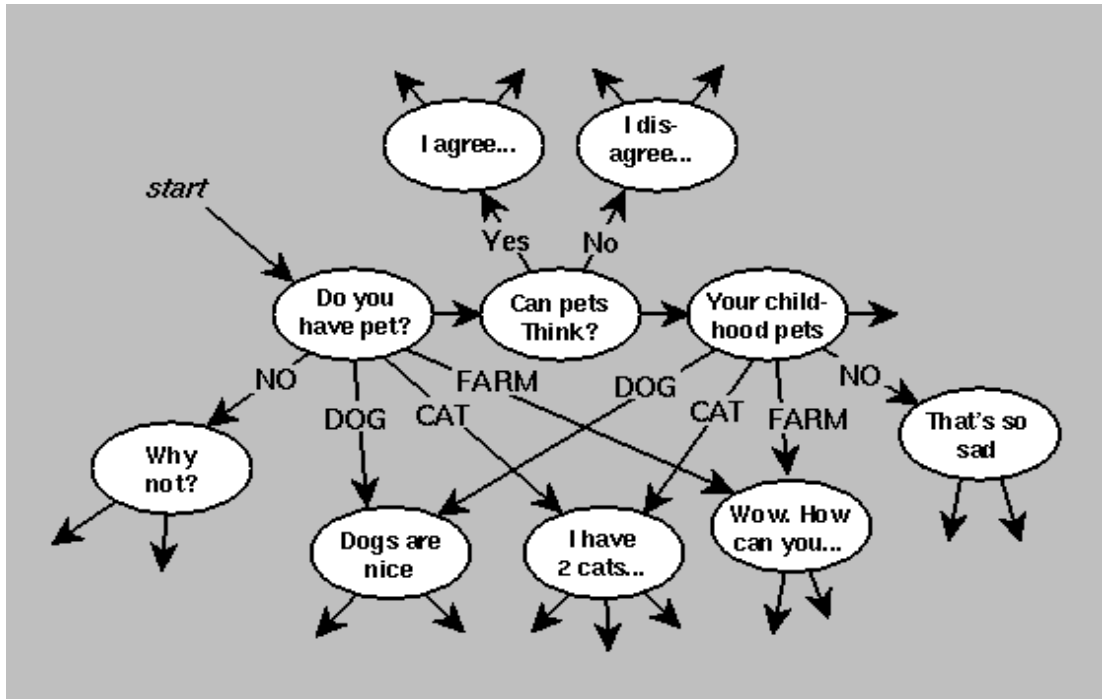 I agree...
I dis-
agree...
start
Yes
No
Do you
have pet?
Can pets
Think?
Your child-
hood pets
NO
DOG
CAT
FARM
DOG
CAT
FARM
NO
Why
not?
Dogs are
nice
I have
2 cats...
Wow. How
can you...
That's so
sad